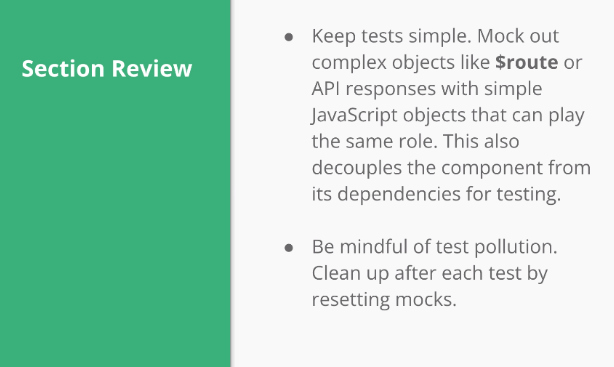 Section Review
● Keep tests simple. Mock out
complex objects like $route or
API responses with simple
JavaScript objects that can play
the same role. This also
decouples the component from
its dependencies for testing.
● Be mindful of test pollution.
Clean up after each test by
resetting mocks.